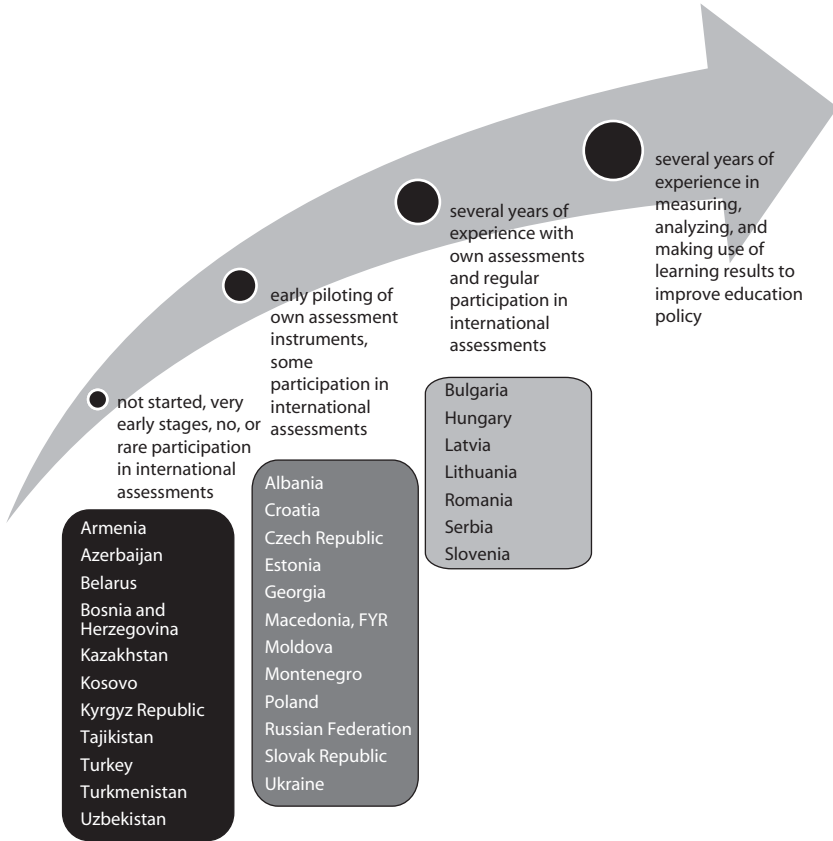 not started, very
early stages, no, or
rare participation
in international
assessments
Armenia
Azerbaijan
Belarus
Bosnia and
Herzegovina
Kazakhstan
Kosovo
Kyrgyz Republic
Tajikistan
Turkey
Turkmenistan
Uzbekistan
early piloting of
own assessment
instruments,
some
participation in
international
assessments
Albania
Croatia
Czech Republic
Estonia
Georgia
Macedonia, FYR
Moldova
Montenegro
Poland
Russian Federation
Slovak Republic
Ukraine
several years of
experience with
own assessments
and regular
participation in
international
assessments
Bulgaria
Hungary
Latvia
Lithuania
Romania
Serbia
Slovenia
several years of
experience in
measuring,
analyzing, and
making use of
learning results to
improve education
policy